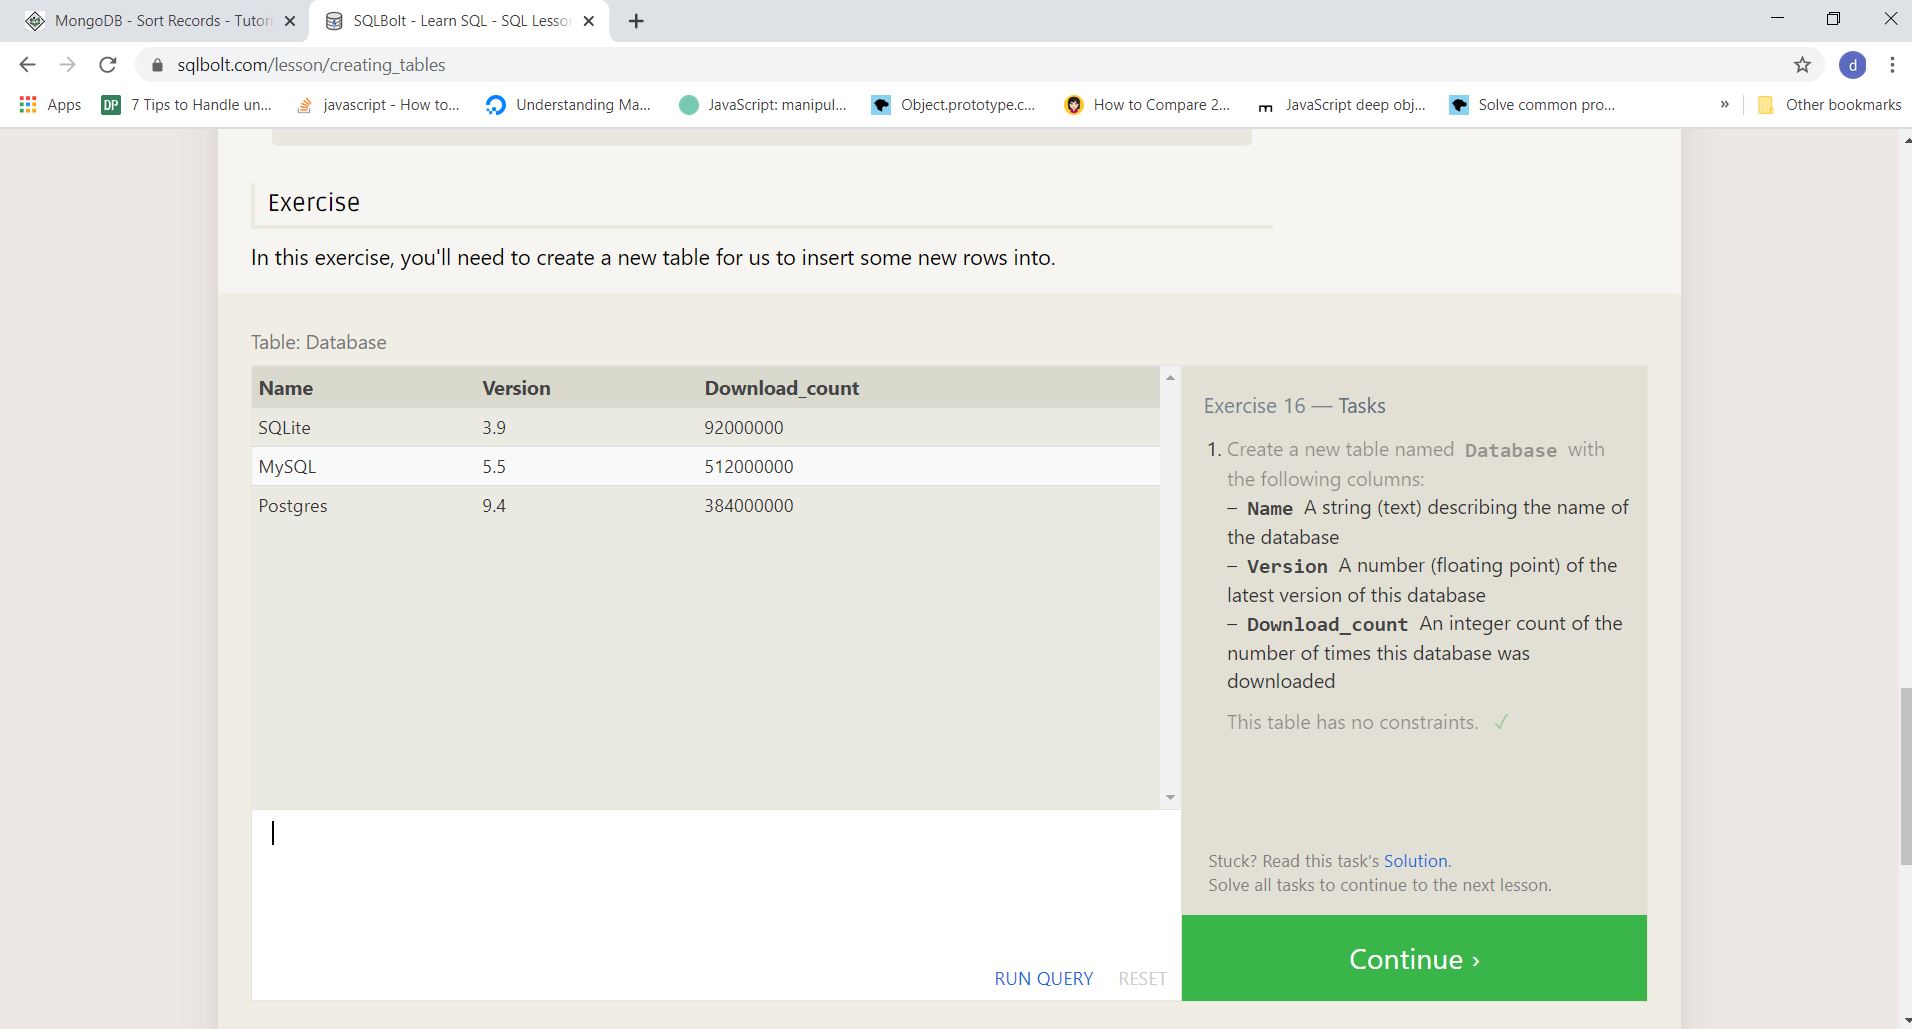 MongoDB - Sort Records - Tutori
SQLBolt - Learn SQL - SQL Lesson
sqlbolt.com/lesson/creating_tables
d
Apps
DP
7 Tips to Handle un...
javascript - How to...
Understanding Ma...
JavaScript: manipul...
Object.prototype.c...
How to Compare 2...
JavaScript deep obj...
Solve common pro...
»
Other bookmarks
Exercise
In this exercise, you'll need to create a new table for us to insert some new rows into.
Table: Database
Name Version Download_count
SQLite 3.9 92000000
MySQL 5.5 512000000
Postgres 9.4 384000000
Exercise 16 — Tasks
1. Create a new table named Database with
the following columns:
– Name A string (text) describing the name of
the database
– Version A number (floating point) of the
latest version of this database
– Download_count An integer count of the
number of times this database was
downloaded
This table has no constraints. ✓
Stuck? Read this task's Solution.
Solve all tasks to continue to the next lesson.
RUN QUERY RESET
Continue ›